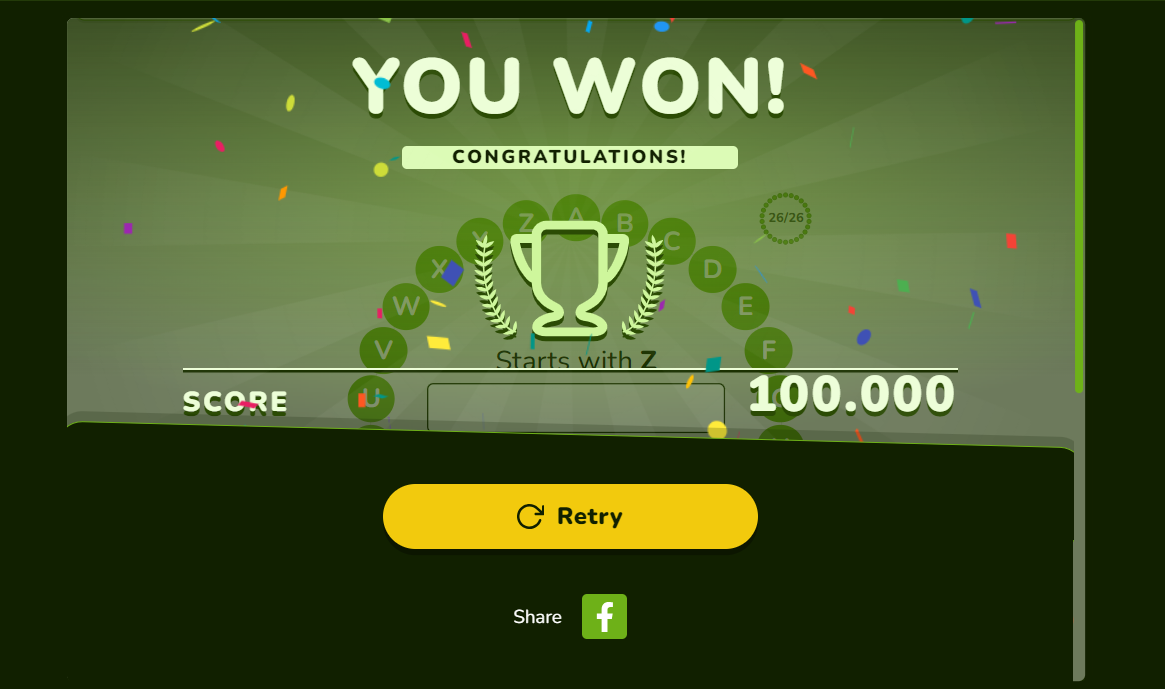 YOU WON!
CONGRATULATIONS!
Z A B
Y C
26/26
X D
W E
V F
Starts with Z
SCORE U 100.000
Retry
Share